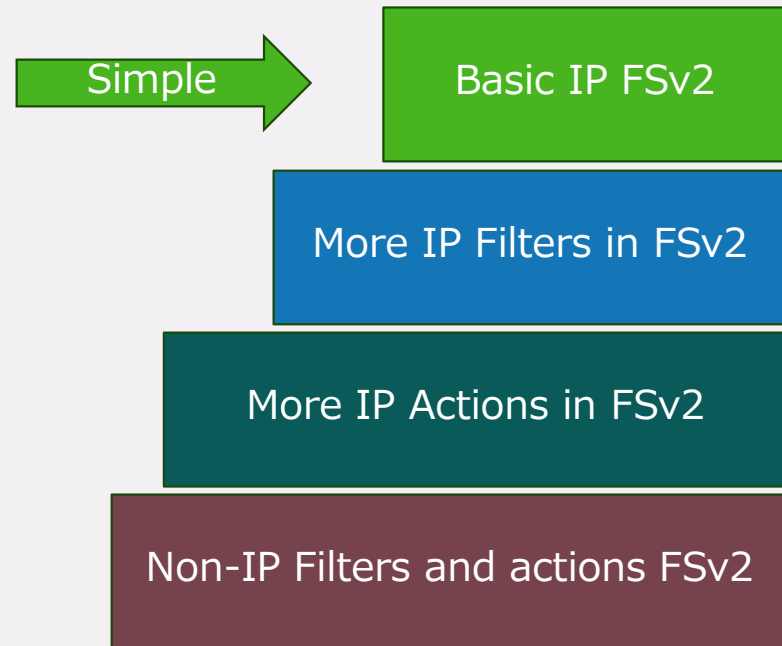 Simple
Basic IP FSv2
More IP Filters in FSv2
More IP Actions in FSv2
Non-IP Filters and actions FSv2